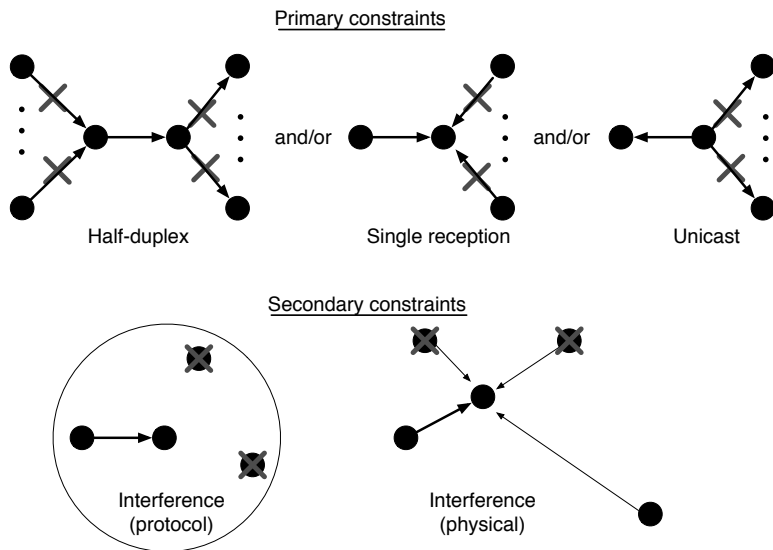 Primary constraints
and/or
and/or
Half-duplex
Single reception
Unicast
Secondary constraints
Interference
(protocol)
Interference
(physical)